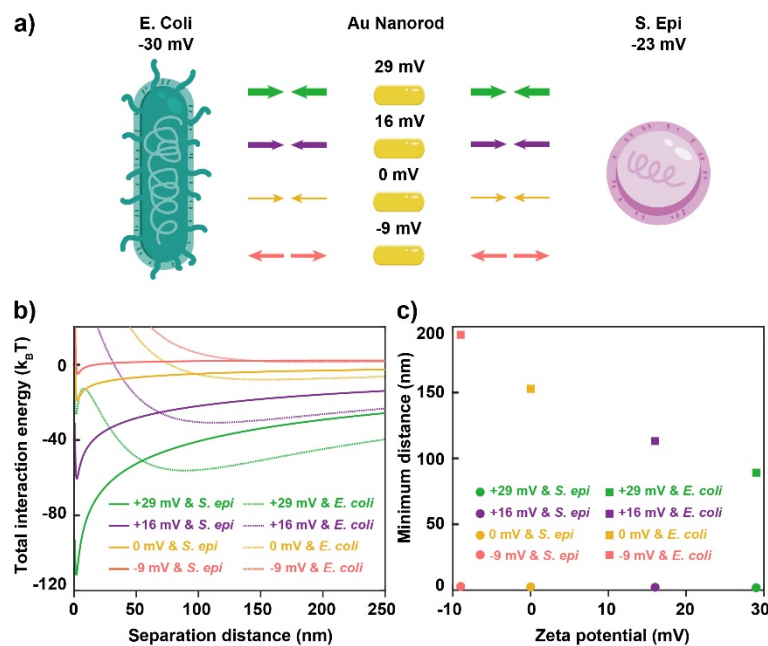 a)
E. Coli
-30 mV
Au Nanorod
S. Epi
-23 mV
29 mV
16 mV
0 mV
-9 mV
b)
Total interaction energy (kBT)
0
-40
-80
-120
+29 mV & S. epi
+29 mV & E. coli
+16 mV & S. epi
+16 mV & E. coli
0 mV & S. epi
0 mV & E. coli
-9 mV & S. epi
-9 mV & E. coli
0 50 100 150 200 250
Separation distance (nm)
c)
Minimum distance (nm)
200
150
100
50
0
+29 mV & S. epi
+29 mV & E. coli
+16 mV & S. epi
+16 mV & E. coli
0 mV & S. epi
0 mV & E. coli
-9 mV & S. epi
-9 mV & E. coli
-10 0 10 20 30
Zeta potential (mV)